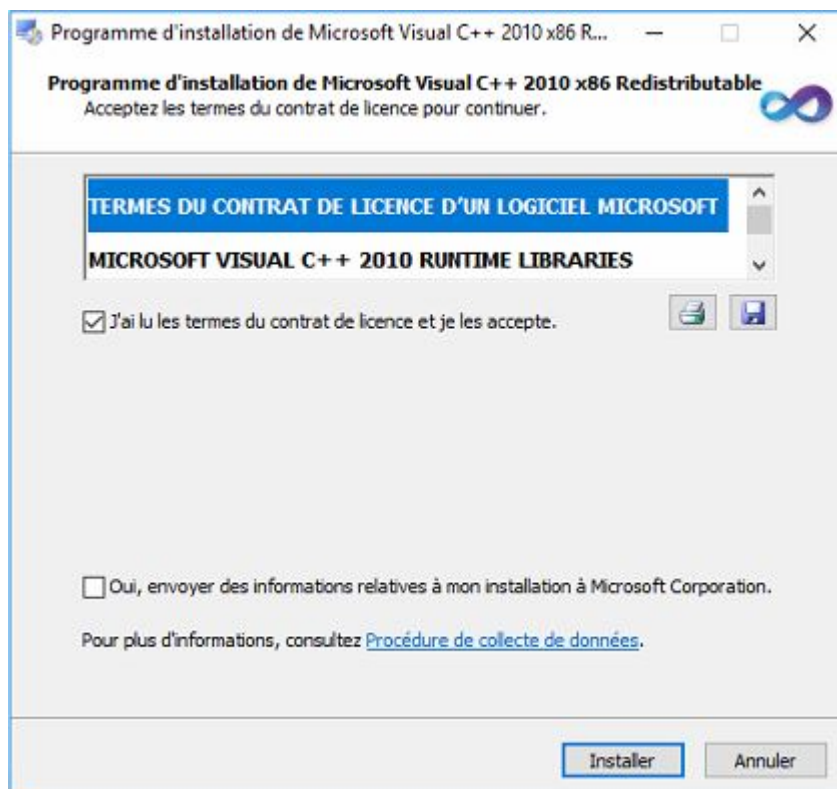 Programme d'installation de Microsoft Visual C++ 2010 x86 R...
Programme d'installation de Microsoft Visual C++ 2010 x86 Redistributable
Acceptez les termes du contrat de licence pour continuer.
TERMES DU CONTRAT DE LICENCE D’UN LOGICIEL MICROSOFT
MICROSOFT VISUAL C++ 2010 RUNTIME LIBRARIES
J'ai lu les termes du contrat de licence et je les accepte.
Oui, envoyer des informations relatives à mon installation à Microsoft Corporation.
Pour plus d'informations, consultez Procédure de collecte de données.
Installer
Annuler